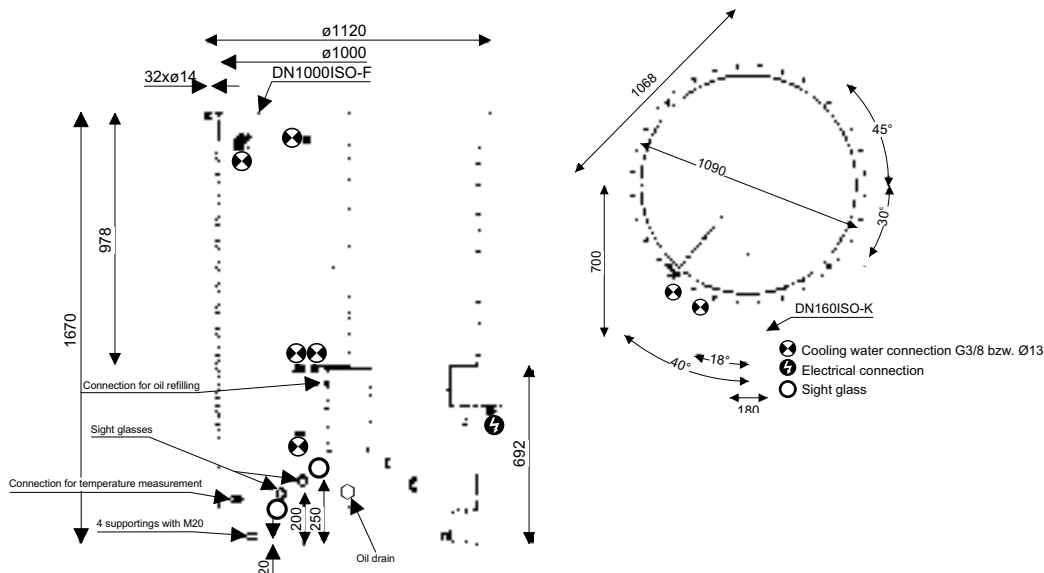 ø1120
ø1000
DN1000ISO-F
32xø14
1670
978
Connection for oil refilling
Sight glasses
Connection for temperature measurement
4 supportings with M20
20
200
250
Oil drain
692
1068
45°
1090
30°
700
DN160ISO-K
40°
18°
180
Cooling water connection G3/8 bzw. Ø13
Electrical connection
Sight glass